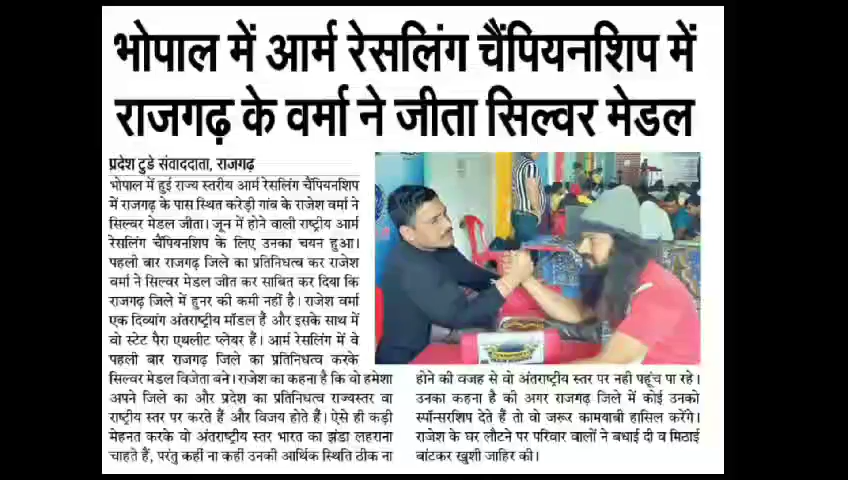 भोपाल में आर्म रेसलिंग चैंपियनशिप में
राजगढ़ के वर्मा ने जीता सिल्वर मेडल
प्रदेश टुडे संवाददाता, राजगढ़
भोपाल में हुई राज्य स्तरीय आर्म रेसलिंग चैंपियनशिप
में राजगढ़ के पास स्थित करेड़ी गांब के राजेश वर्मा ने
सिल्वर मेडल जीता। जून में होने वाली राष्ट्रीय आर्म
रेसलिंग चैंपियनशिप के लिए उनका चयन हुआ।
पहली बार राजगढ़ जिले का प्रतिनिधत्व कर राजेश
वर्मा ने सिल्वर मेडल जीत कर साबित कर दिया कि
राजगढ़ जिले में हुनर की कमी नहीं है। राजेश वर्मा
एक दिव्यांग अंतराष्ट्रीय मॉडल हैं और इसके साथ में
वो स्टेट पैरा एथलीट प्लेयर हैं। आर्म रेसलिंग में वे
पहली बार राजगढ़ जिले का प्रतिनिधत्व करके
सिल्वर मेडल विजेता बने। राजेश का कहना है कि वो हमेशा
अपने जिले का और प्रदेश का प्रतिनिधत्व राज्यस्तर वा
राष्ट्रीय स्तर पर करते हैं और विजय होते हैं। ऐसे ही कड़ी
मेहनत करके वो अंतराष्ट्रीय स्तर भारत का झंडा लहराना
चाहते हैं, परंतु कहीं ना कहीं उनकी आर्थिक स्थिति ठीक ना
होने की वजह से वो अंतराष्ट्रीय स्तर पर नही पहूंच पा रहे।
उनका कहना है की अगर राजगढ़ जिले में कोई उनको
स्पॉन्सरशिप देते हैं तो वो जरूर कामयाबी हासिल करेंगे।
राजेश के घर लौटने पर परिवार वालों ने बधाई दी व मिठाई
बांटकर खुशी जाहिर की।